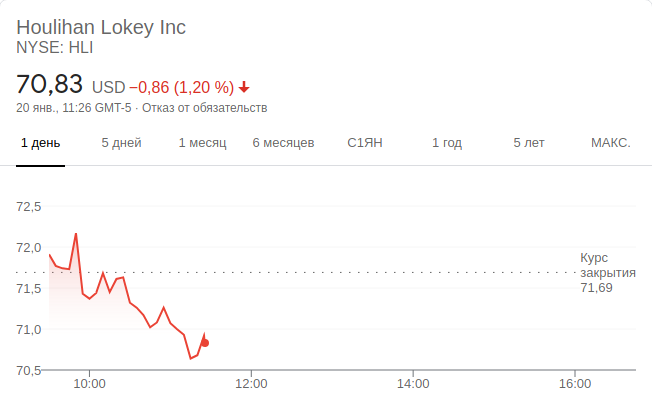 Houlihan Lokey Inc
NYSE: HLI
70,83 USD −0,86 (1,20 %)
20 янв., 11:26 GMT-5 · Отказ от обязательств
1 день 5 дней 1 месяц 6 месяцев С1ЯН 1 год 5 лет МАКС.
72,5
72,0
71,5
71,0
70,5
Курс
закрытия
71,69
10:00 12:00 14:00 16:00